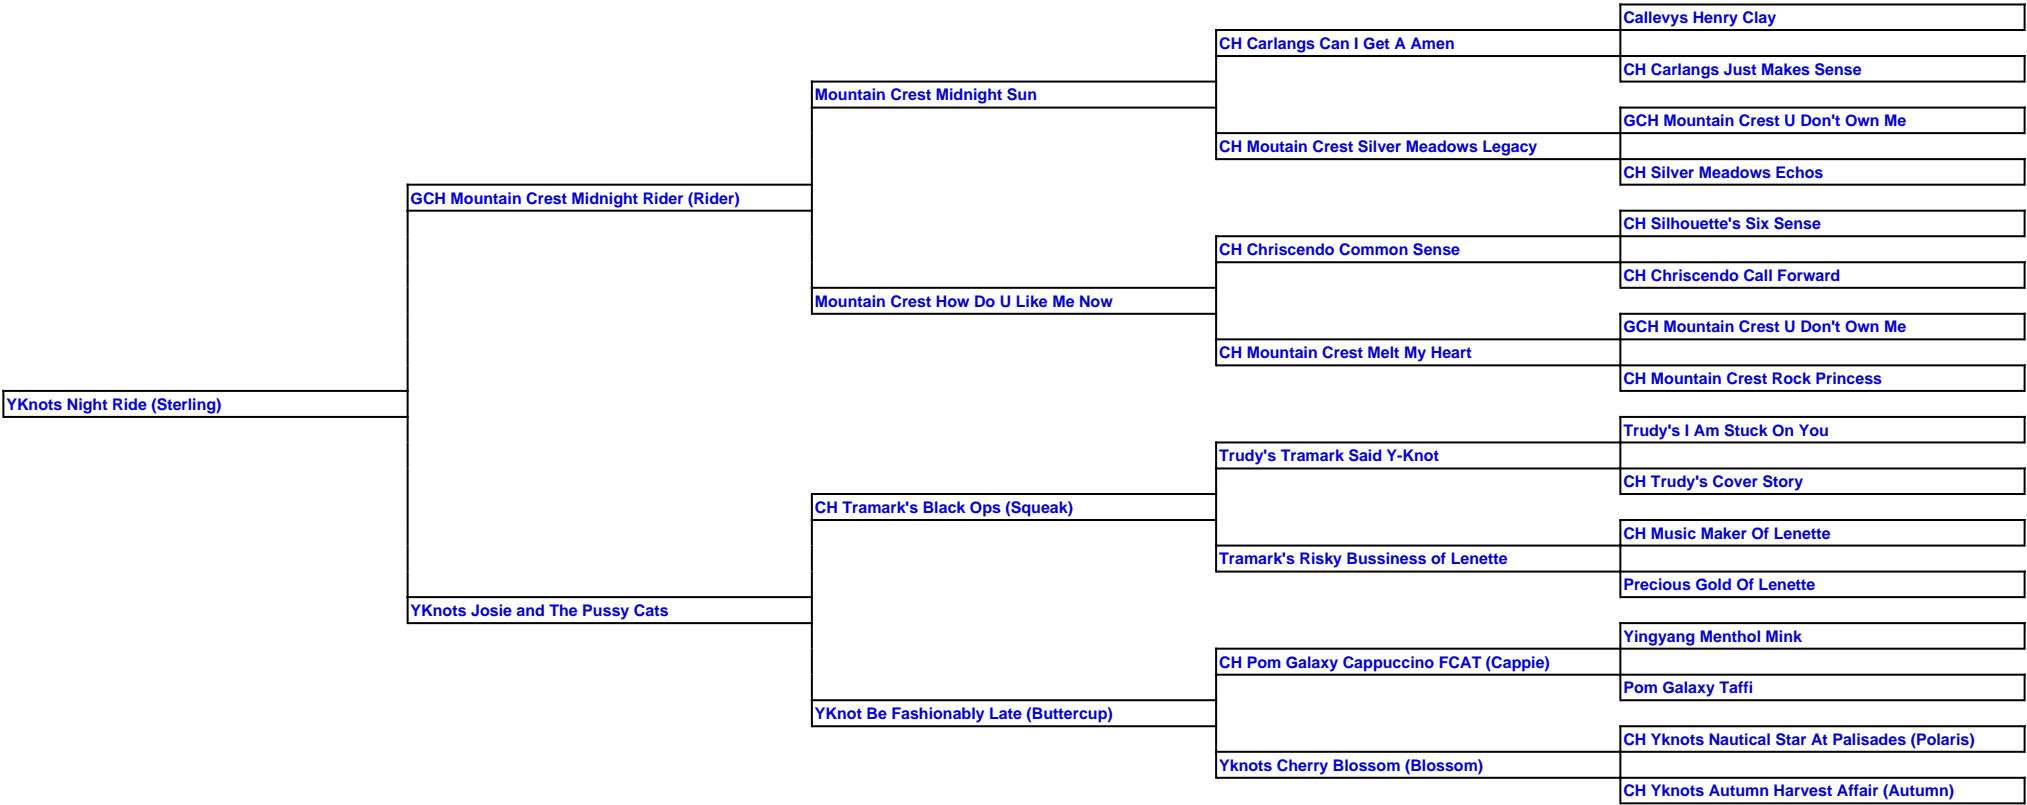 Callevys Henry Clay
CH Carlangs Can I Get A Amen
CH Carlangs Just Makes Sense
Mountain Crest Midnight Sun
GCH Mountain Crest U Don't Own Me
CH Moutain Crest Silver Meadows Legacy
CH Silver Meadows Echos
GCH Mountain Crest Midnight Rider (Rider)
CH Silhouette's Six Sense
CH Chriscendo Common Sense
CH Chriscendo Call Forward
Mountain Crest How Do U Like Me Now
GCH Mountain Crest U Don't Own Me
CH Mountain Crest Melt My Heart
CH Mountain Crest Rock Princess
YKnots Night Ride (Sterling)
Trudy's I Am Stuck On You
Trudy's Tramark Said Y-Knot
CH Trudy's Cover Story
CH Tramark's Black Ops (Squeak)
CH Music Maker Of Lenette
Tramark's Risky Bussiness of Lenette
Precious Gold Of Lenette
YKnots Josie and The Pussy Cats
Yingyang Menthol Mink
CH Pom Galaxy Cappuccino FCAT (Cappie)
Pom Galaxy Taffi
YKnot Be Fashionably Late (Buttercup)
CH Yknots Nautical Star At Palisades (Polaris)
Yknots Cherry Blossom (Blossom)
CH Yknots Autumn Harvest Affair (Autumn)